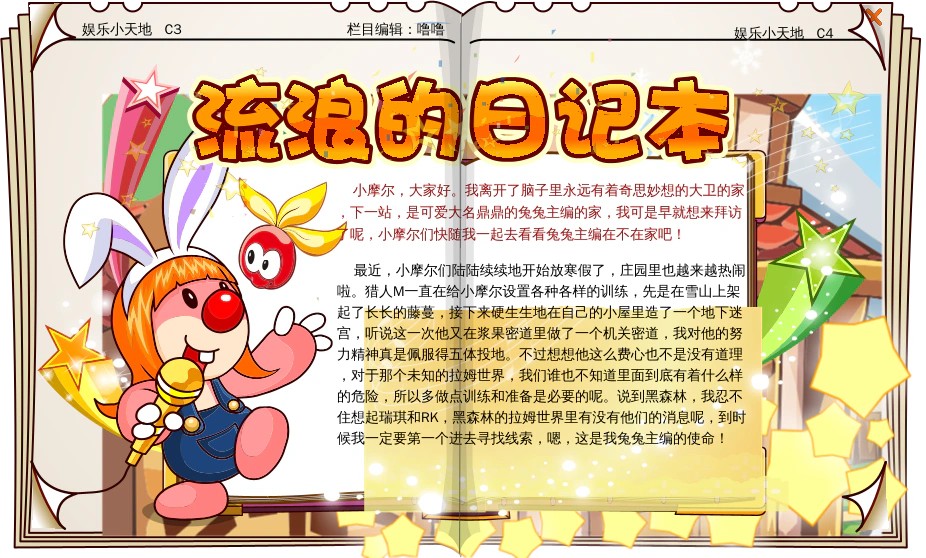 娱乐小天地 C3
栏目编辑：噜噜
娱乐小天地 C4
流浪的日记本
小摩尔，大家好。我离开了脑子里永远有着奇思妙想的大卫的家
，下一站，是可爱大名鼎鼎的兔兔主编的家，我可是早就想来拜访
了呢，小摩尔们快随我一起去看看兔兔主编在不在家吧！
最近，小摩尔们陆陆续续地开始放寒假了，庄园里也越来越热闹
啦。猎人M一直在给小摩尔设置各种各样的训练，先是在雪山上架
起了长长的藤蔓，接下来硬生生地在自己的小屋里造了一个地下迷
宫，听说这一次他又在浆果密道里做了一个机关密道，我对他的努
力精神真是佩服得五体投地。不过想想他这么费心也不是没有道理
，对于那个未知的拉姆世界，我们谁也不知道里面到底有着什么样
的危险，所以多做点训练和准备是必要的呢。说到黑森林，我忍不
住想起瑞琪和RK，黑森林的拉姆世界里有没有他们的消息呢，到时
候我一定要第一个进去寻找线索，嗯，这是我兔兔主编的使命！